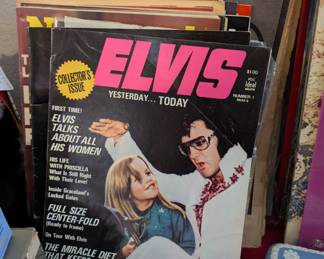 ELVIS
COLLECTOR'S
ISSUE
YESTERDAY... TODAY
$1.00
Ideal
NUMBER 1
FIRST TIME!
ELVIS
TALKS
ABOUT ALL
HIS WOMEN
HIS LIFE
WITH PRISCILLA
What Is Still Right
With Their Love!
Inside Graceland's
Locked Gates
FULL SIZE
CENTER-FOLD
(Ready to frame)
On Tour With Elvis
THE MIRACLE DIET